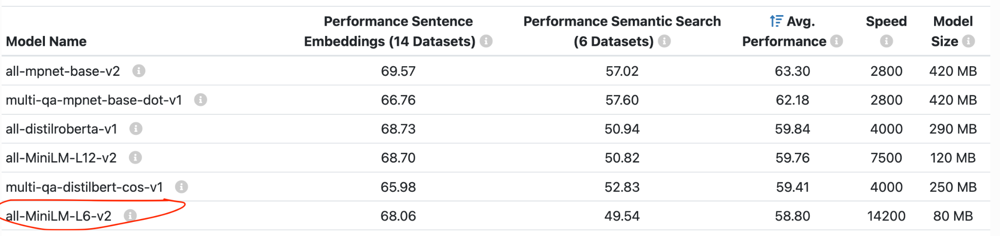 Model Name Performance Sentence Embeddings (14 Datasets) Performance Semantic Search (6 Datasets) Avg. Performance Speed Model Size
all-mpnet-base-v2 69.57 57.02 63.30 2800 420 MB
multi-qa-mpnet-base-dot-v1 66.76 57.60 62.18 2800 420 MB
all-distilroberta-v1 68.73 50.94 59.84 4000 290 MB
all-MiniLM-L12-v2 68.70 50.82 59.76 7500 120 MB
multi-qa-distilbert-cos-v1 65.98 52.83 59.41 4000 250 MB
all-MiniLM-L6-v2 68.06 49.54 58.80 14200 80 MB